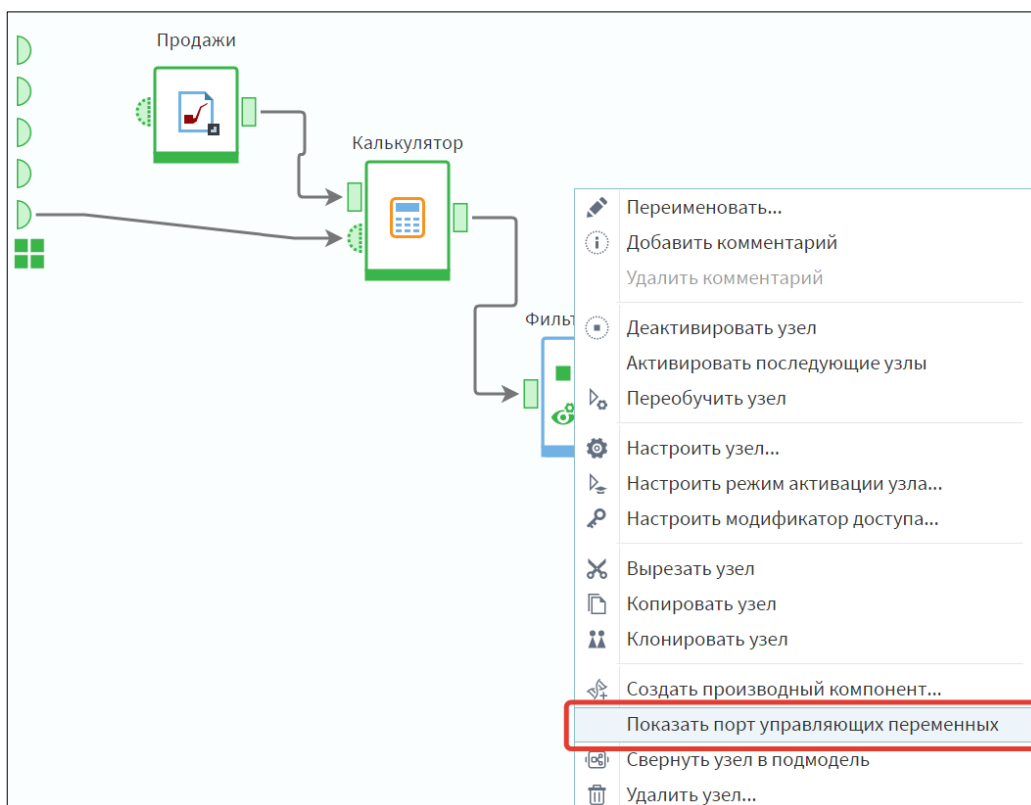 Продажи
Калькулятор
Фильт
Переименовать...
Добавить комментарий
Удалить комментарий
Деактивировать узел
Активировать последующие узлы
Переобучить узел
Настроить узел...
Настроить режим активации узла...
Настроить модификатор доступа...
Вырезать узел
Копировать узел
Клонировать узел
Создать производный компонент...
Показать порт управляющих переменных
Свернуть узел в подмодель
Удалить узел...